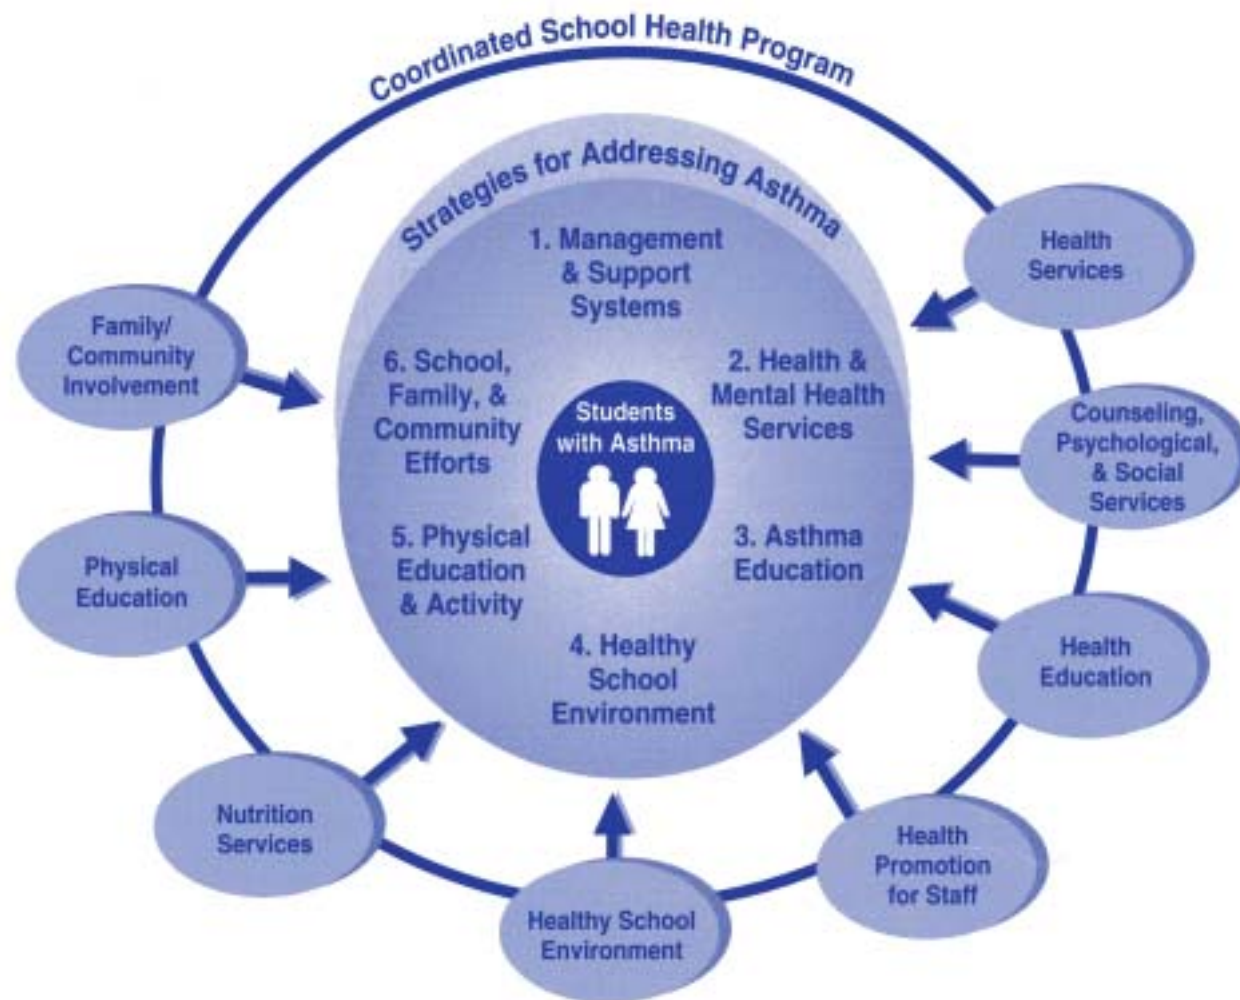 Coordinated School Health Program
Strategies for Addressing Asthma
1. Management
& Support
Systems
2. Health &
Mental Health
Services
3. Asthma
Education
4. Healthy
School
Environment
5. Physical
Education
& Activity
6. School,
Family, &
Community
Efforts
Students
with Asthma
Health
Services
Counseling,
Psychological,
& Social
Services
Health
Education
Health
Promotion
for Staff
Healthy School
Environment
Nutrition
Services
Physical
Education
Family/
Community
Involvement